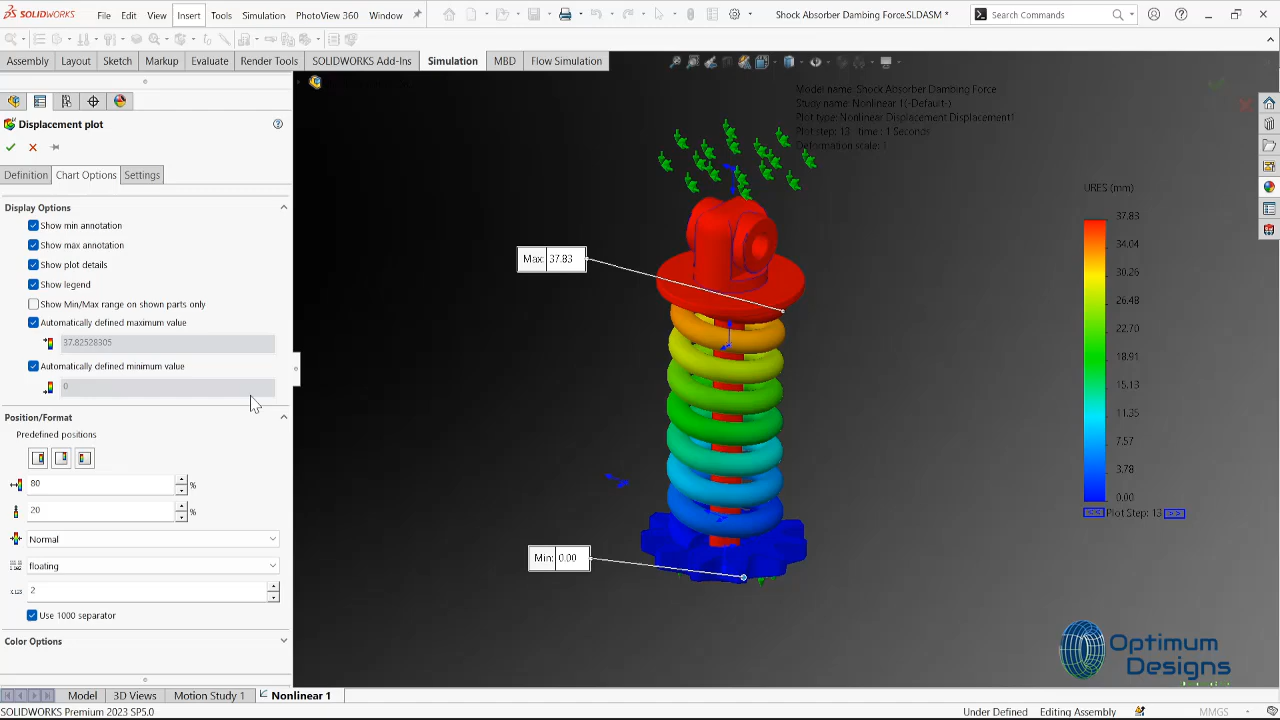 SOLIDWORKS
File
Edit
View
Insert
Tools
Simulation
PhotoView 360
Window
Shock Absorber Dambing Force.SLDASM *
Search Commands
Assembly
Layout
Sketch
Markup
Evaluate
Render Tools
SOLIDWORKS Add-Ins
Simulation
MBD
Flow Simulation
Displacement plot
Definition
Chart Options
Settings
Display Options
Show min annotation
Show max annotation
Show plot details
Show legend
Show Min/Max range on shown parts only
Automatically defined maximum value
37.82528305
Automatically defined minimum value
0
Position/Format
Predefined positions
80
%
20
%
Normal
floating
2
Use 1000 separator
Color Options
Model name: Shock Absorber Dambing Force
Study name: Nonlinear 1(-Default-)
Plot type: Nonlinear Displacement Displacement1
Plot step: 13 time : 1 Seconds
Deformation scale: 1
Max: 37.83
Min: 0.00
URES (mm)
37.83
34.04
30.26
26.48
22.70
18.91
15.13
11.35
7.57
3.78
0.00
<< Plot Step: 13 >>
Optimum
Designs
Model
3D Views
Motion Study 1
Nonlinear 1
SOLIDWORKS Premium 2023 SP5.0
Under Defined
Editing Assembly
MMGS